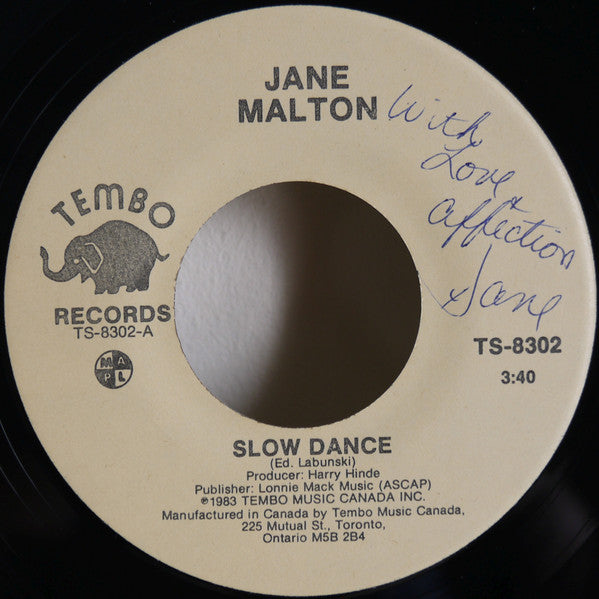 JANE
MALTON
With
Love
&
affection
Jane
TEMBO
RECORDS
TS-8302-A
M A P L
TS-8302
3:40
SLOW DANCE
(Ed. Labunski)
Producer: Harry Hinde
Publisher: Lonnie Mack Music (ASCAP)
℗1983 TEMBO MUSIC CANADA INC.
Manufactured in Canada by Tembo Music Canada,
225 Mutual St., Toronto,
Ontario M5B 2B4